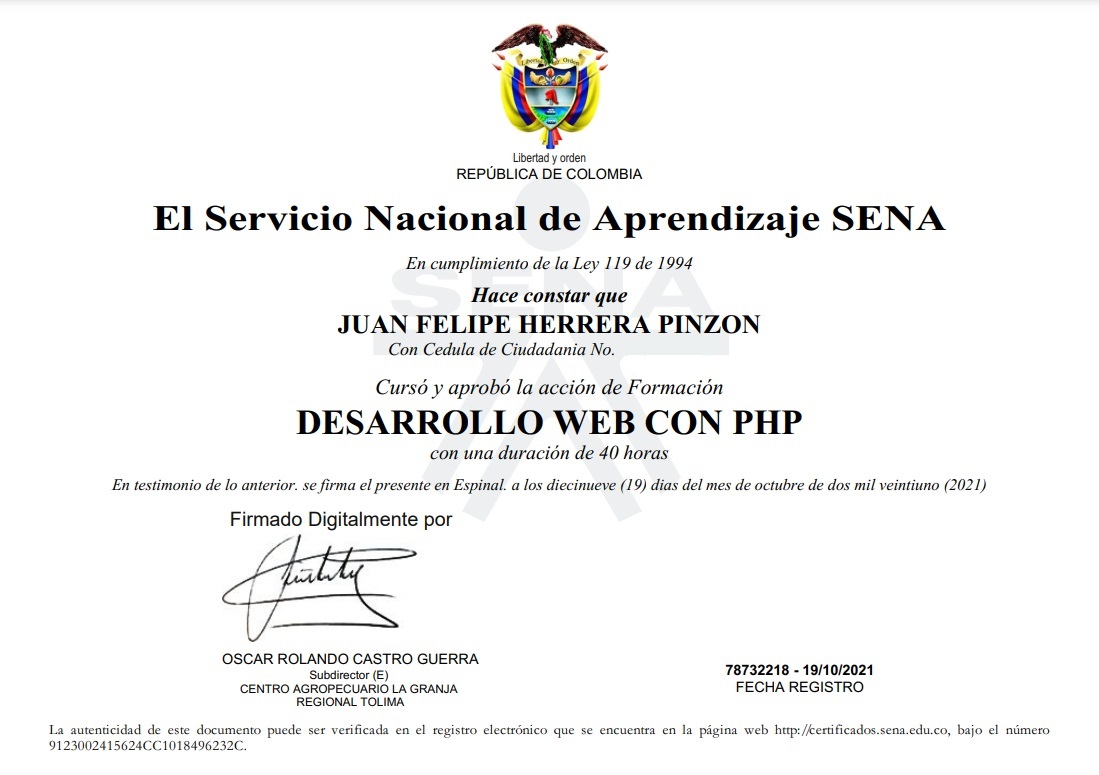 Libertad y Orden
Libertad y orden
REPÚBLICA DE COLOMBIA
SENA
El Servicio Nacional de Aprendizaje SENA
En cumplimiento de la Ley 119 de 1994
Hace constar que
JUAN FELIPE HERRERA PINZON
Con Cedula de Ciudadania No.
Cursó y aprobó la acción de Formación
DESARROLLO WEB CON PHP
con una duración de 40 horas
En testimonio de lo anterior. se firma el presente en Espinal. a los diecinueve (19) dias del mes de octubre de dos mil veintiuno (2021)
Firmado Digitalmente por
OSCAR ROLANDO CASTRO GUERRA
Subdirector (E)
CENTRO AGROPECUARIO LA GRANJA
REGIONAL TOLIMA
78732218 - 19/10/2021
FECHA REGISTRO
La autenticidad de este documento puede ser verificada en el registro electrónico que se encuentra en la página web http://certificados.sena.edu.co, bajo el número
9123002415624CC1018496232C.